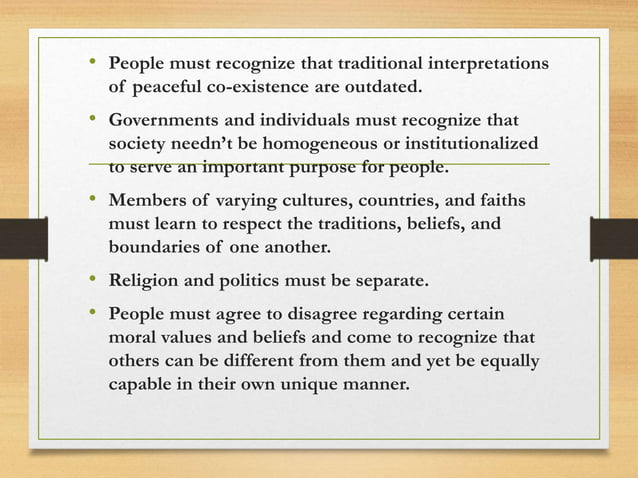 • People must recognize that traditional interpretations
of peaceful co-existence are outdated.
• Governments and individuals must recognize that
society needn’t be homogeneous or institutionalized
to serve an important purpose for people.
• Members of varying cultures, countries, and faiths
must learn to respect the traditions, beliefs, and
boundaries of one another.
• Religion and politics must be separate.
• People must agree to disagree regarding certain
moral values and beliefs and come to recognize that
others can be different from them and yet be equally
capable in their own unique manner.